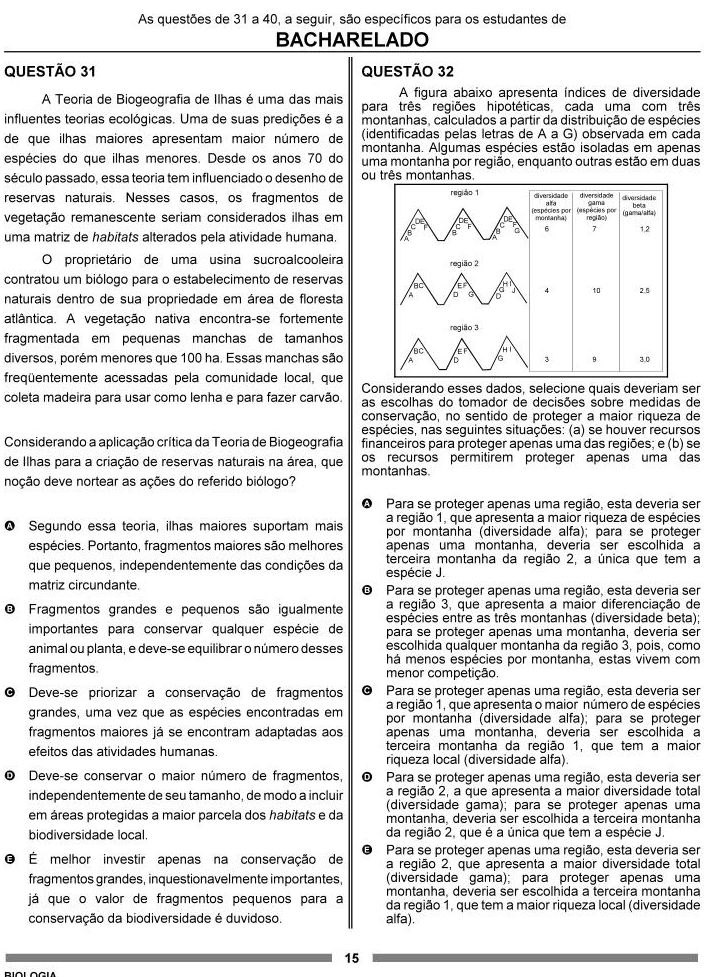 As questões de 31 a 40, a seguir, são específicos para os estudantes de
BACHARELADO
QUESTÃO 31
A Teoria de Biogeografia de Ilhas é uma das mais
influentes teorias ecológicas. Uma de suas predições é a
de que ilhas maiores apresentam maior número de
espécies do que ilhas menores. Desde os anos 70 do
século passado, essa teoria tem influenciado o desenho de
reservas naturais. Nesses casos, os fragmentos de
vegetação remanescente seriam considerados ilhas em
uma matriz de habitats alterados pela atividade humana.
O proprietário de uma usina sucroalcooleira
contratou um biólogo para o estabelecimento de reservas
naturais dentro de sua propriedade em área de floresta
atlântica. A vegetação nativa encontra-se fortemente
fragmentada em pequenas manchas de tamanhos
diversos, porém menores que 100 ha. Essas manchas são
freqüentemente acessadas pela comunidade local, que
coleta madeira para usar como lenha e para fazer carvão.
Considerando a aplicação crítica da Teoria de Biogeografia
de Ilhas para a criação de reservas naturais na área, que
noção deve nortear as ações do referido biólogo?
A Segundo essa teoria, ilhas maiores suportam mais
espécies. Portanto, fragmentos maiores são melhores
que pequenos, independentemente das condições da
matriz circundante.
B Fragmentos grandes e pequenos são igualmente
importantes para conservar qualquer espécie de
animal ou planta, e deve-se equilibrar o número desses
fragmentos.
C Deve-se priorizar a conservação de fragmentos
grandes, uma vez que as espécies encontradas em
fragmentos maiores já se encontram adaptadas aos
efeitos das atividades humanas.
D Deve-se conservar o maior número de fragmentos,
independentemente de seu tamanho, de modo a incluir
em áreas protegidas a maior parcela dos habitats e da
biodiversidade local.
E É melhor investir apenas na conservação de
fragmentos grandes, inquestionavelmente importantes,
já que o valor de fragmentos pequenos para a
conservação da biodiversidade é duvidoso.
QUESTÃO 32
A figura abaixo apresenta índices de diversidade
para três regiões hipotéticas, cada uma com três
montanhas, calculados a partir da distribuição de espécies
(identificadas pelas letras de A a G) observada em cada
montanha. Algumas espécies estão isoladas em apenas
uma montanha por região, enquanto outras estão em duas
ou três montanhas.
diversidade alfa (espécies por montanha)
diversidade gama (espécies por região)
diversidade beta (gama/alfa)
região 1
A B C D E F
B C D E F
A B C D E F G
6 7 1,2
região 2
A B C
D E F G
D G H I J
4 10 2,5
região 3
A B C
D E F
G H I
3 9 3,0
Considerando esses dados, selecione quais deveriam ser
as escolhas do tomador de decisões sobre medidas de
conservação, no sentido de proteger a maior riqueza de
espécies, nas seguintes situações: (a) se houver recursos
financeiros para proteger apenas uma das regiões; e (b) se
os recursos permitirem proteger apenas uma das
montanhas.
A Para se proteger apenas uma região, esta deveria ser
a região 1, que apresenta a maior riqueza de espécies
por montanha (diversidade alfa); para se proteger
apenas uma montanha, deveria ser escolhida a
terceira montanha da região 2, a única que tem a
espécie J.
B Para se proteger apenas uma região, esta deveria ser
a região 3, que apresenta a maior diferenciação de
espécies entre as três montanhas (diversidade beta);
para se proteger apenas uma montanha, deveria ser
escolhida qualquer montanha da região 3, pois, como
há menos espécies por montanha, estas vivem com
menor competição.
C Para se proteger apenas uma região, esta deveria ser
a região 1, que apresenta o maior número de espécies
por montanha (diversidade alfa); para se proteger
apenas uma montanha, deveria ser escolhida a
terceira montanha da região 1, que tem a maior
riqueza local (diversidade alfa).
D Para se proteger apenas uma região, esta deveria ser
a região 2, a que apresenta a maior diversidade total
(diversidade gama); para se proteger apenas uma
montanha, deveria ser escolhida a terceira montanha
da região 2, que é a única que tem a espécie J.
E Para se proteger apenas uma região, esta deveria ser
a região 2, que apresenta a maior diversidade total
(diversidade gama); para proteger apenas uma
montanha, deveria ser escolhida a terceira montanha
da região 1, que tem a maior riqueza local (diversidade
alfa).
15
BIOLOGIA